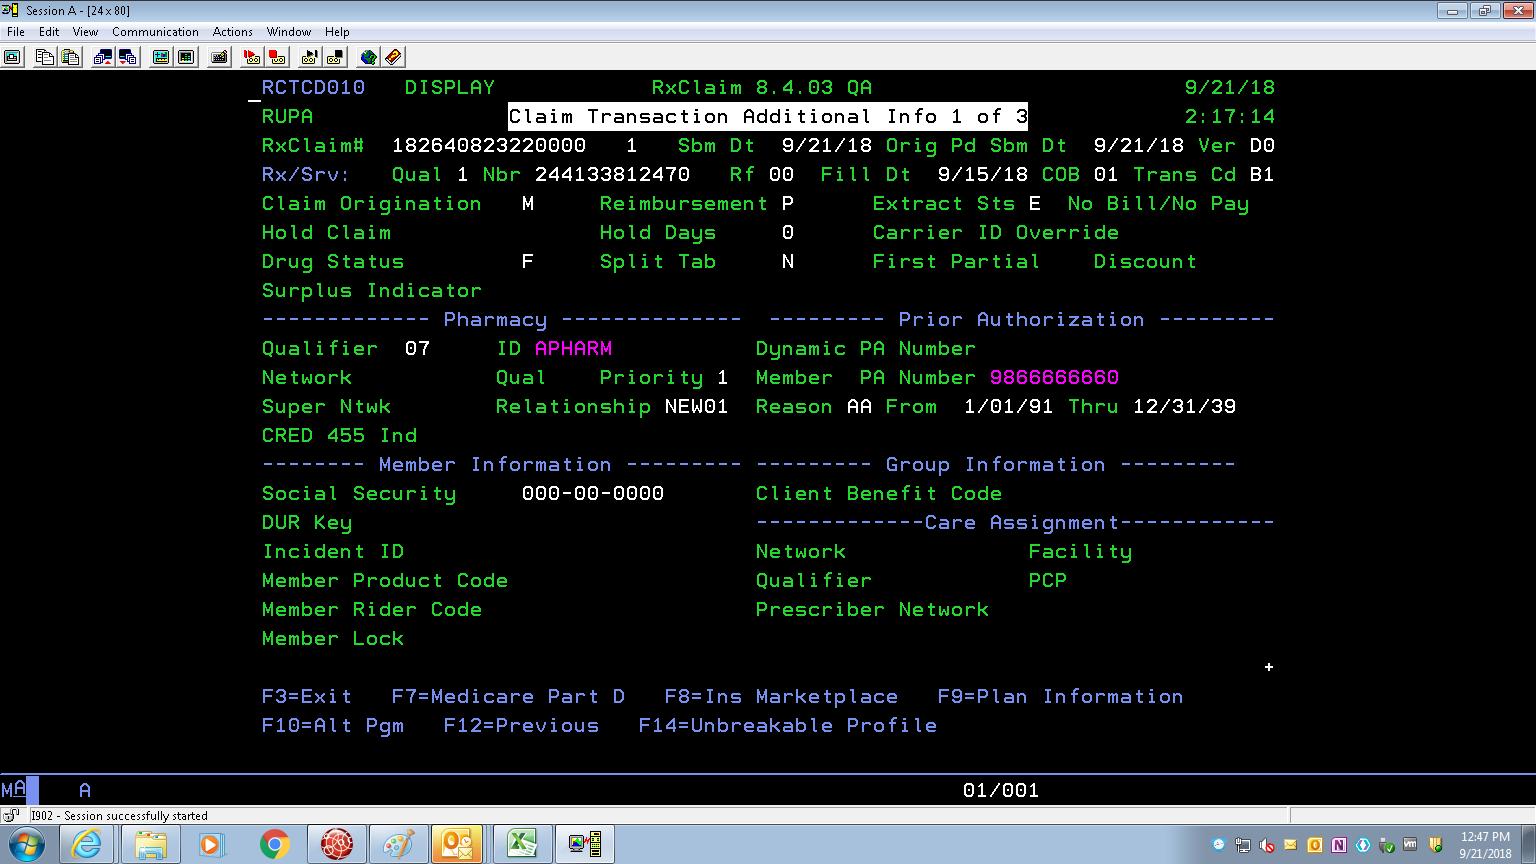 Session A - [24 x 80]
File Edit View Communication Actions Window Help
RCTCD010 DISPLAY RxClaim 8.4.03 QA 9/21/18
RUPA Claim Transaction Additional Info 1 of 3 2:17:14
RxClaim# 182640823220000 1 Sbm Dt 9/21/18 Orig Pd Sbm Dt 9/21/18 Ver D0
Rx/Srv: Qual 1 Nbr 244133812470 Rf 00 Fill Dt 9/15/18 COB 01 Trans Cd B1
Claim Origination M Reimbursement P Extract Sts E No Bill/No Pay
Hold Claim Hold Days 0 Carrier ID Override
Drug Status F Split Tab N First Partial Discount
Surplus Indicator
------------- Pharmacy -------------- --------- Prior Authorization ---------
Qualifier 07 ID APHARM Dynamic PA Number
Network Qual Priority 1 Member PA Number 9866666660
Super Ntwk Relationship NEW01 Reason AA From 1/01/91 Thru 12/31/39
CRED 455 Ind
-------- Member Information --------- --------- Group Information ---------
Social Security 000-00-0000 Client Benefit Code
DUR Key -------------Care Assignment------------
Incident ID Network Facility
Member Product Code Qualifier PCP
Member Rider Code Prescriber Network
Member Lock
+
F3=Exit F7=Medicare Part D F8=Ins Marketplace F9=Plan Information
F10=Alt Pgm F12=Previous F14=Unbreakable Profile
MA A 01/001
I902 - Session successfully started
12:47 PM
9/21/2018